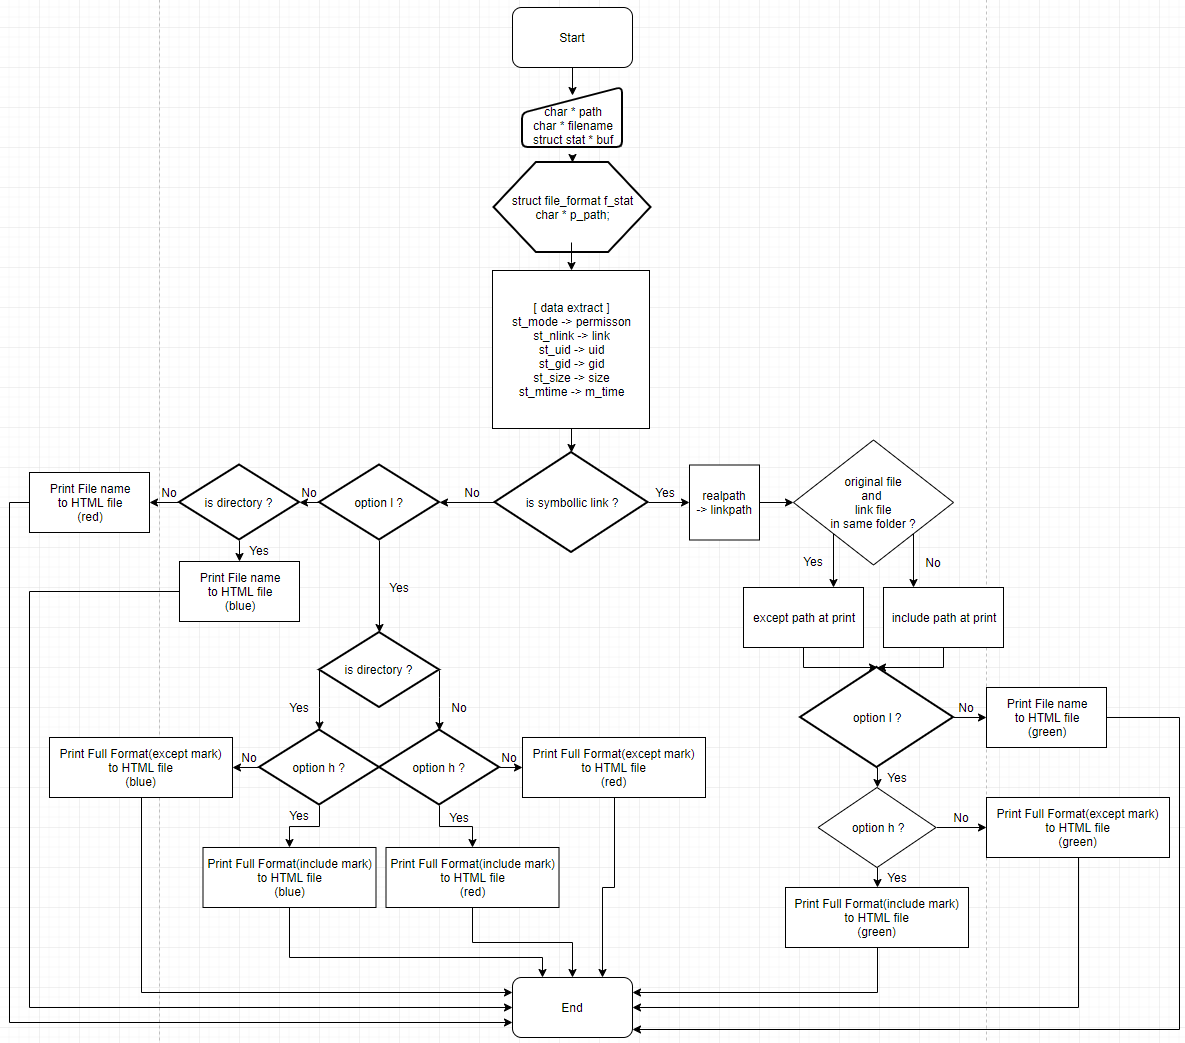 Start
char * path
char * filename
struct stat * buf
struct file_format f_stat
char * p_path;
[ data extract ]
st_mode -> permisson
st_nlink -> link
st_uid -> uid
st_gid -> gid
st_size -> size
st_mtime -> m_time
is symbollic link ?
No
Yes
option l ?
No
Yes
is directory ?
No
Yes
Print File name
to HTML file
(red)
Print File name
to HTML file
(blue)
is directory ?
Yes
No
option h ?
No
Yes
Print Full Format(except mark)
to HTML file
(blue)
Print Full Format(include mark)
to HTML file
(blue)
option h ?
No
Yes
Print Full Format(except mark)
to HTML file
(red)
Print Full Format(include mark)
to HTML file
(red)
realpath
-> linkpath
original file
and
link file
in same folder ?
Yes
No
except path at print
include path at print
option l ?
No
Yes
Print File name
to HTML file
(green)
option h ?
No
Yes
Print Full Format(except mark)
to HTML file
(green)
Print Full Format(include mark)
to HTML file
(green)
End